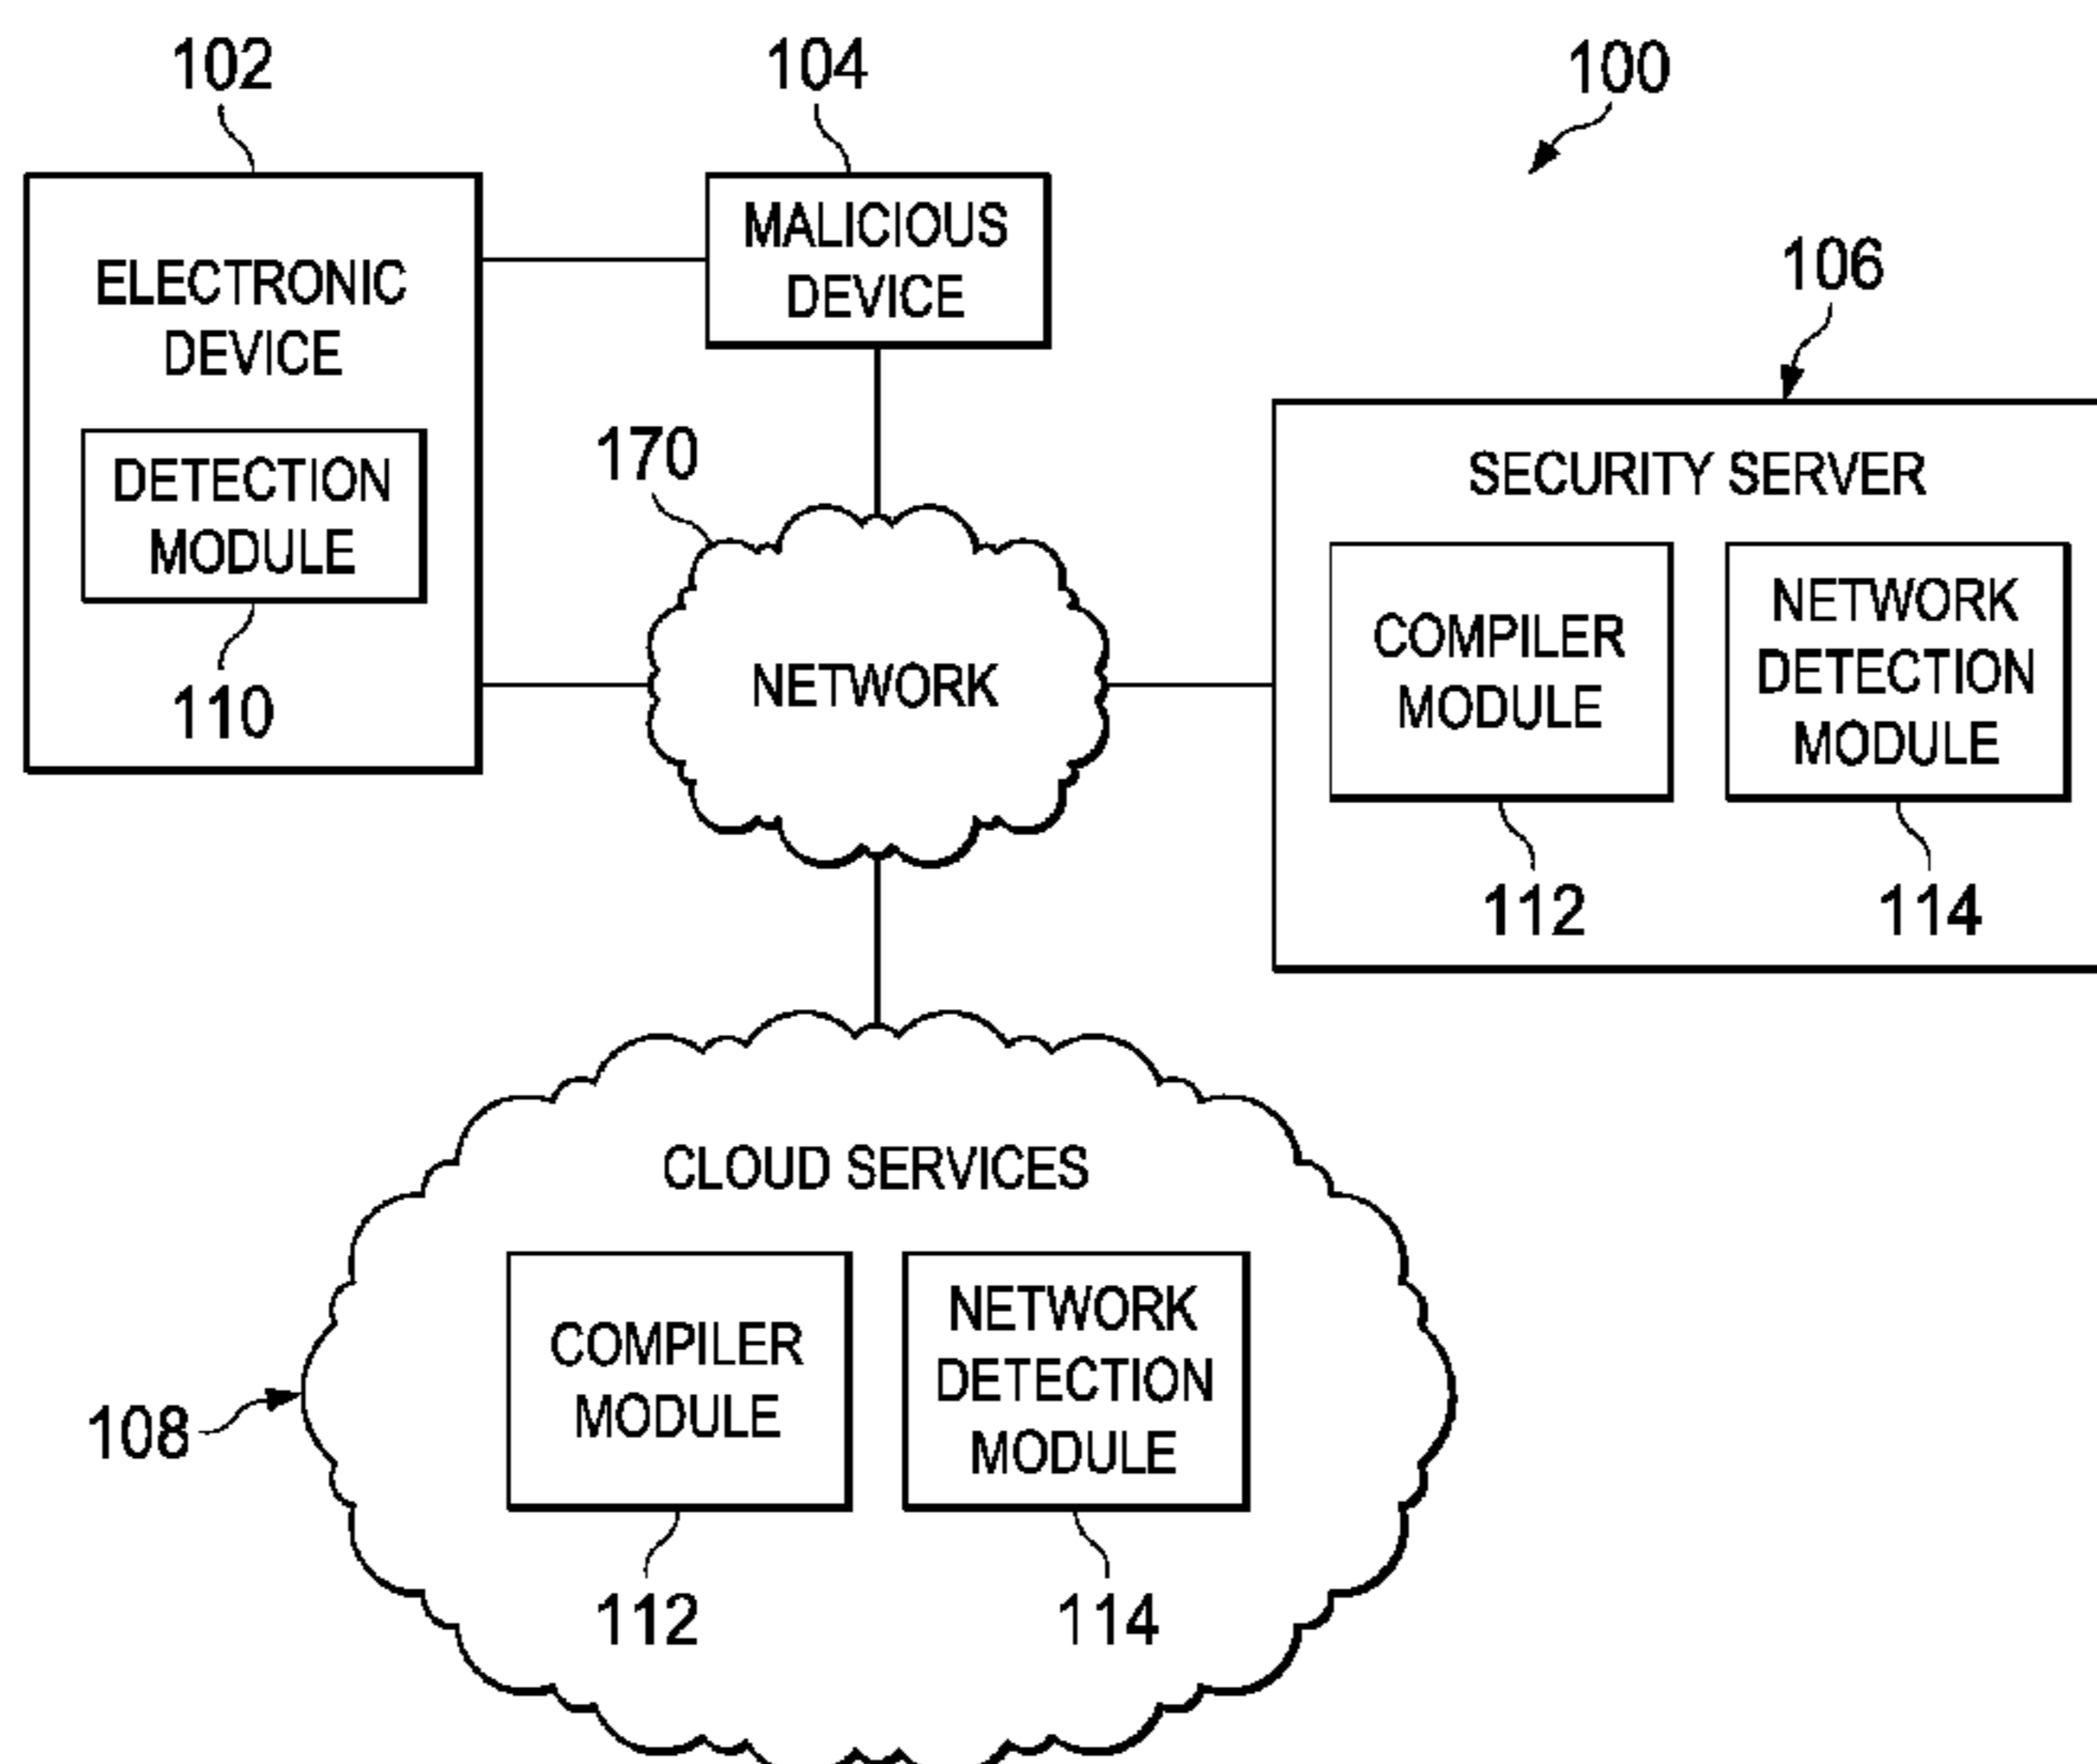 102
104
100
MALICIOUS
DEVICE
106
ELECTRONIC
DEVICE
170
SECURITY SERVER
DETECTION
MODULE
110
NETWORK
COMPILER
MODULE
NETWORK
DETECTION
MODULE
112
114
CLOUD SERVICES
COMPILER
MODULE
NETWORK
DETECTION
MODULE
108
112
114